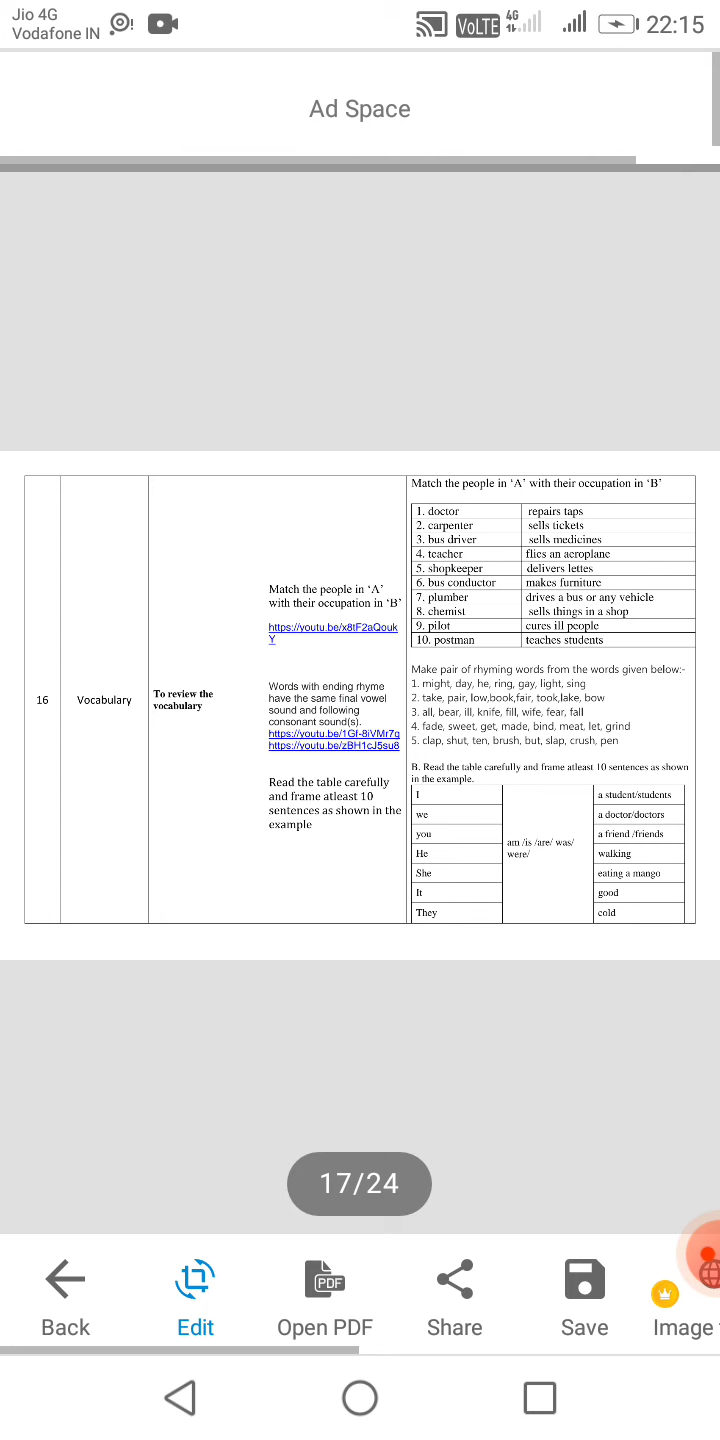 Jio 4G
Vodafone IN
VoLTE 4G 22:15
Ad Space
16
Vocabulary
To review the
vocabulary
Match the people in ‘A’
with their occupation in ‘B’
https://youtu.be/x8tF2aQouk
Y
Words with ending rhyme
have the same final vowel
sound and following
consonant sound(s).
https://youtu.be/1Gf-8iVMr7g
https://youtu.be/zBH1cJ5su8
Read the table carefully
and frame atleast 10
sentences as shown in the
example
Match the people in ‘A’ with their occupation in ‘B’
1. doctor repairs taps
2. carpenter sells tickets
3. bus driver sells medicines
4. teacher flies an aeroplane
5. shopkeeper delivers lettes
6. bus conductor makes furniture
7. plumber drives a bus or any vehicle
8. chemist sells things in a shop
9. pilot cures ill people
10. postman teaches students
Make pair of rhyming words from the words given below:-
1. might, day, he, ring, gay, light, sing
2. take, pair, low,book,fair, took,lake, bow
3. all, bear, ill, knife, fill, wife, fear, fall
4. fade, sweet, get, made, bind, meat, let, grind
5. clap, shut, ten, brush, but, slap, crush, pen
B. Read the table carefully and frame atleast 10 sentences as shown
in the example.
I a student/students
we a doctor/doctors
you a friend /friends
am /is /are/ was/
were/
He walking
She eating a mango
It good
They cold
17/24
PDF
Back Edit Open PDF Share Save Image